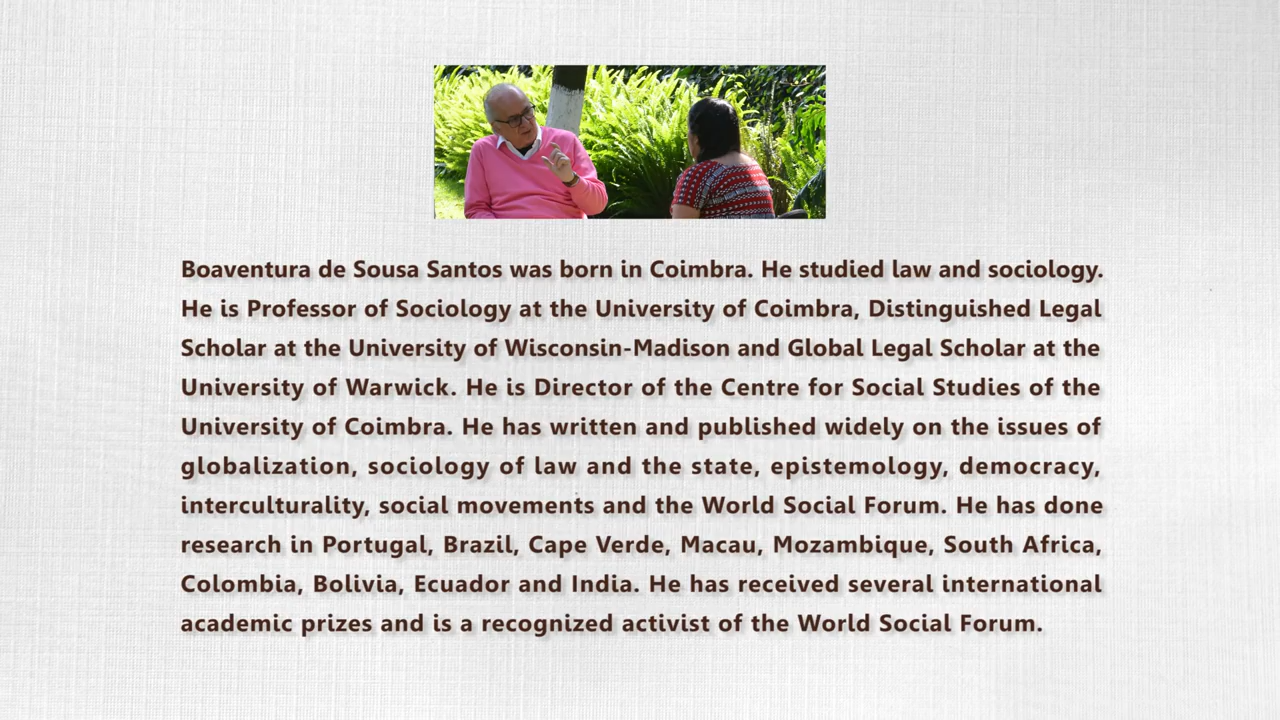 Boaventura de Sousa Santos was born in Coimbra. He studied law and sociology.
He is Professor of Sociology at the University of Coimbra, Distinguished Legal
Scholar at the University of Wisconsin-Madison and Global Legal Scholar at the
University of Warwick. He is Director of the Centre for Social Studies of the
University of Coimbra. He has written and published widely on the issues of
globalization, sociology of law and the state, epistemology, democracy,
interculturality, social movements and the World Social Forum. He has done
research in Portugal, Brazil, Cape Verde, Macau, Mozambique, South Africa,
Colombia, Bolivia, Ecuador and India. He has received several international
academic prizes and is a recognized activist of the World Social Forum.